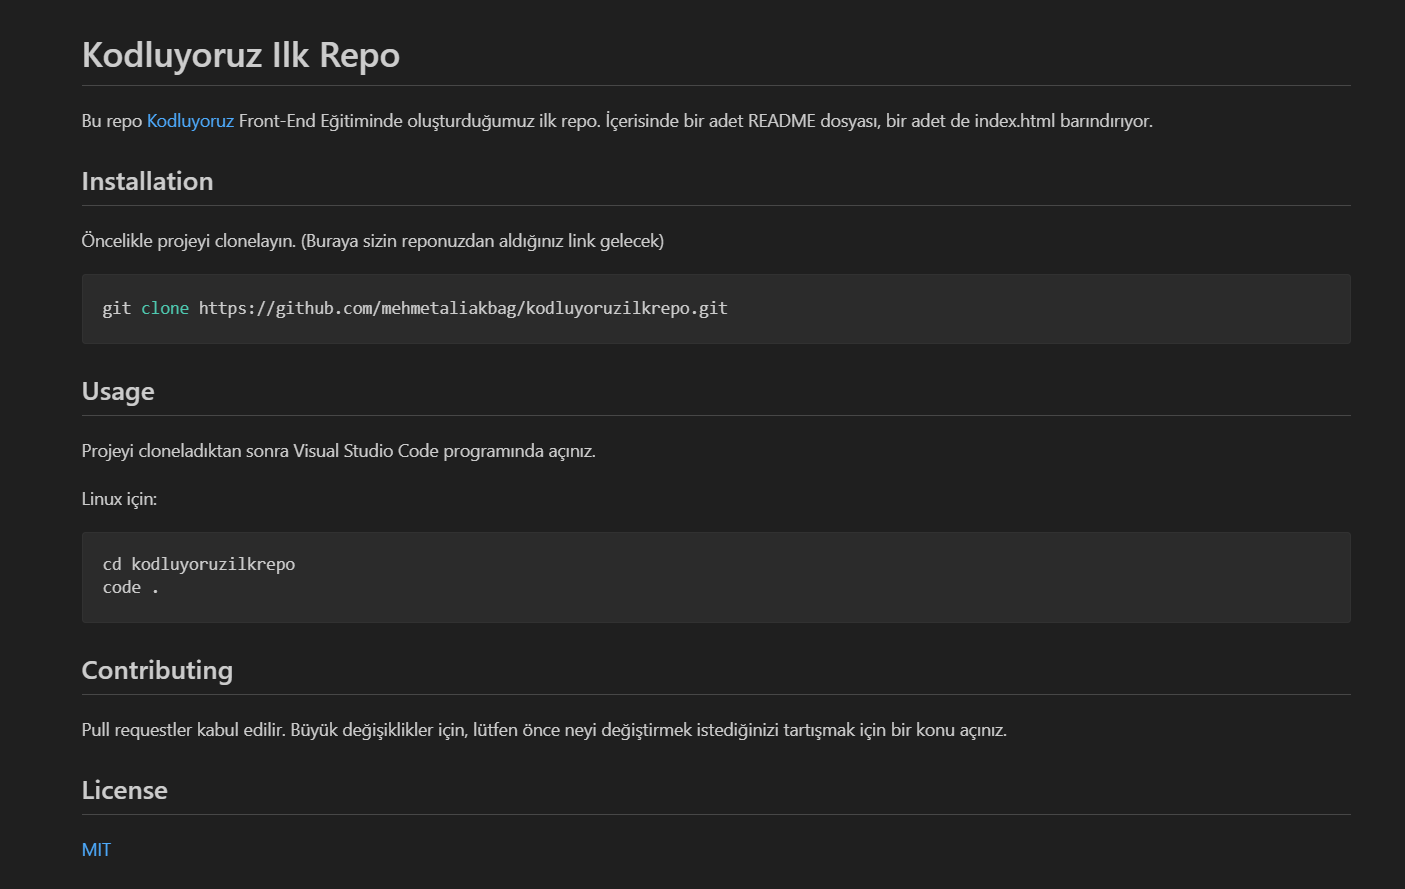 Kodluyoruz Ilk Repo
Bu repo Kodluyoruz Front-End Eğitiminde oluşturduğumuz ilk repo. İçerisinde bir adet README dosyası, bir adet de index.html barındırıyor.
Installation
Öncelikle projeyi clonelayın. (Buraya sizin reponuzdan aldığınız link gelecek)
git clone https://github.com/mehmetaliakbag/kodluyoruzilkrepo.git
Usage
Projeyi cloneladıktan sonra Visual Studio Code programında açınız.
Linux için:
cd kodluyoruzilkrepo
code .
Contributing
Pull requestler kabul edilir. Büyük değişiklikler için, lütfen önce neyi değiştirmek istediğinizi tartışmak için bir konu açınız.
License
MIT